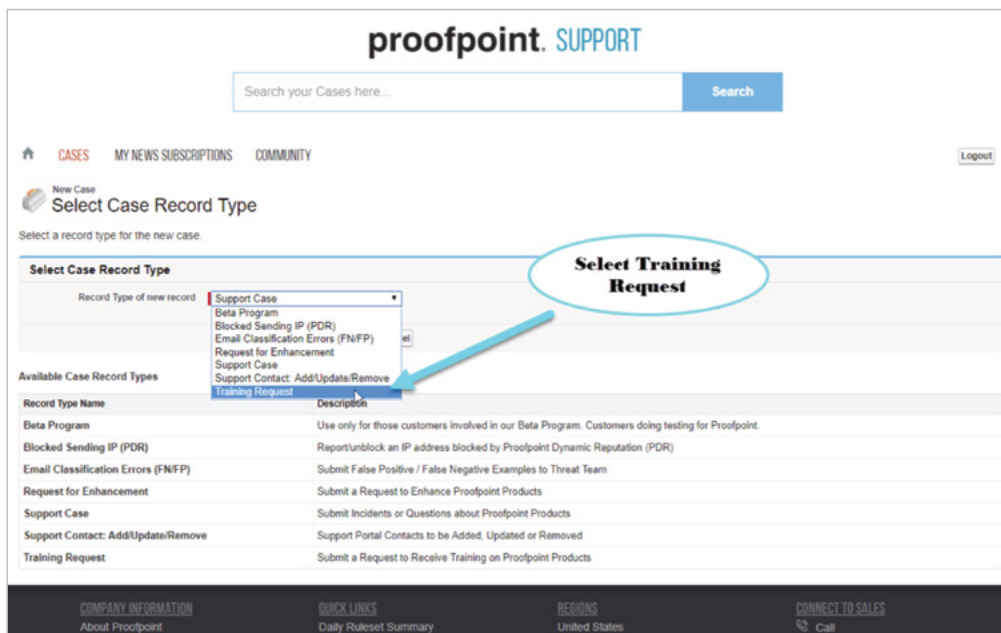 proofpoint. SUPPORT
Search your Cases here...
Search
CASES MY NEWS SUBSCRIPTIONS COMMUNITY
Logout
New Case
Select Case Record Type
Select a record type for the new case.
Select Case Record Type
Select Training
Request
Record Type of new record
Support Case
Beta Program
Blocked Sending IP (PDR)
Email Classification Errors (FN/FP)
el
Request for Enhancement
Support Case
Support Contact: Add/Update/Remove
Training Request
Available Case Record Types
Record Type Name Description
Beta Program Use only for those customers involved in our Beta Program. Customers doing testing for Proofpoint.
Blocked Sending IP (PDR) Report/unblock an IP address blocked by Proofpoint Dynamic Reputation (PDR)
Email Classification Errors (FN/FP) Submit False Positive / False Negative Examples to Threat Team
Request for Enhancement Submit a Request to Enhance Proofpoint Products
Support Case Submit Incidents or Questions about Proofpoint Products
Support Contact: Add/Update/Remove Support Portal Contacts to be Added, Updated or Removed
Training Request Submit a Request to Receive Training on Proofpoint Products
COMPANY INFORMATION QUICK LINKS REGIONS CONNECT TO SALES
About Proofpoint Daily Ruleset Summary United States Call